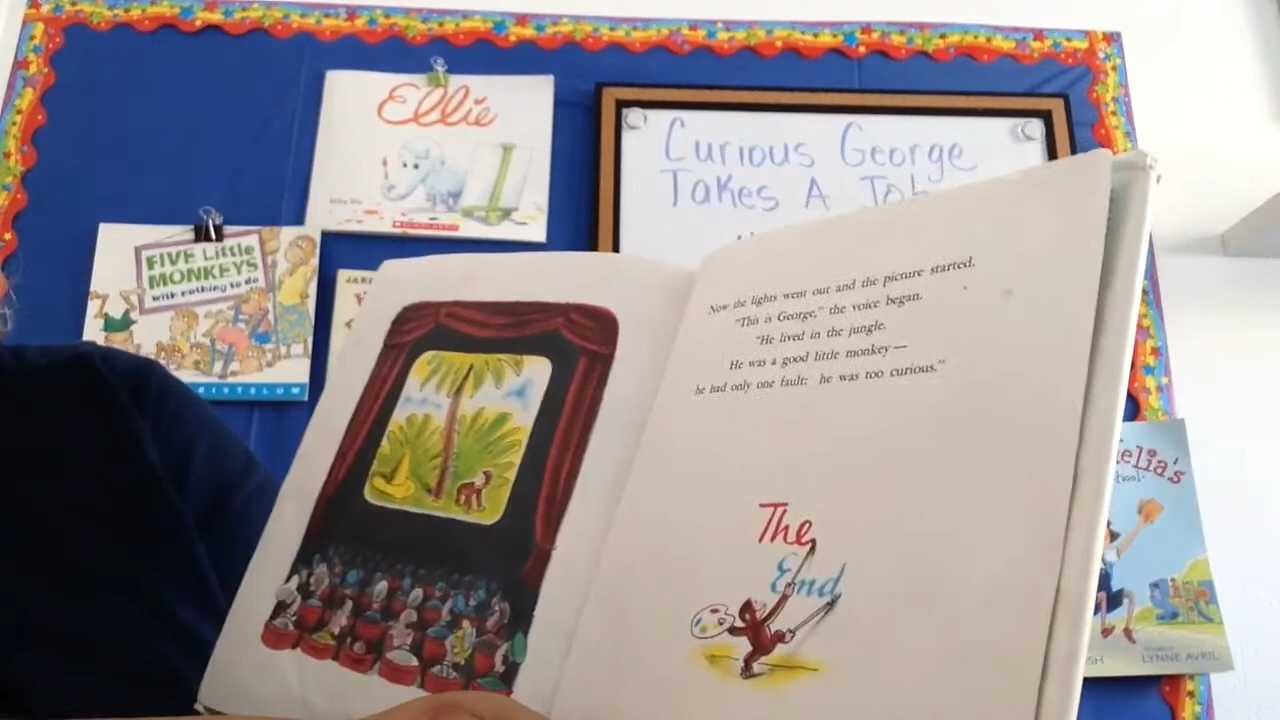 Ellie
SCHOLASTIC
FIVE Little
MONKEYS
with nothing to do
Curious George
Takes A Job
Now the lights went out and the picture started.
"This is George," the voice began.
"He lived in the jungle.
He was a good little monkey—
he had only one fault: he was too curious."
The
End
LYNNE AVRIL